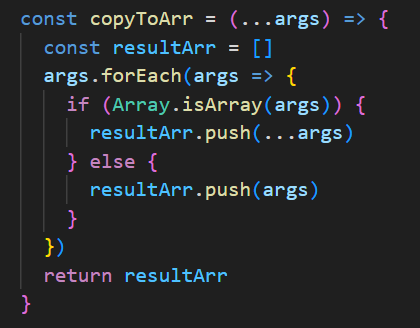 const copyToArr = (...args) => {
  const resultArr = []
  args.forEach(args => {
    if (Array.isArray(args)) {
      resultArr.push(...args)
    } else {
      resultArr.push(args)
    }
  })
  return resultArr
}